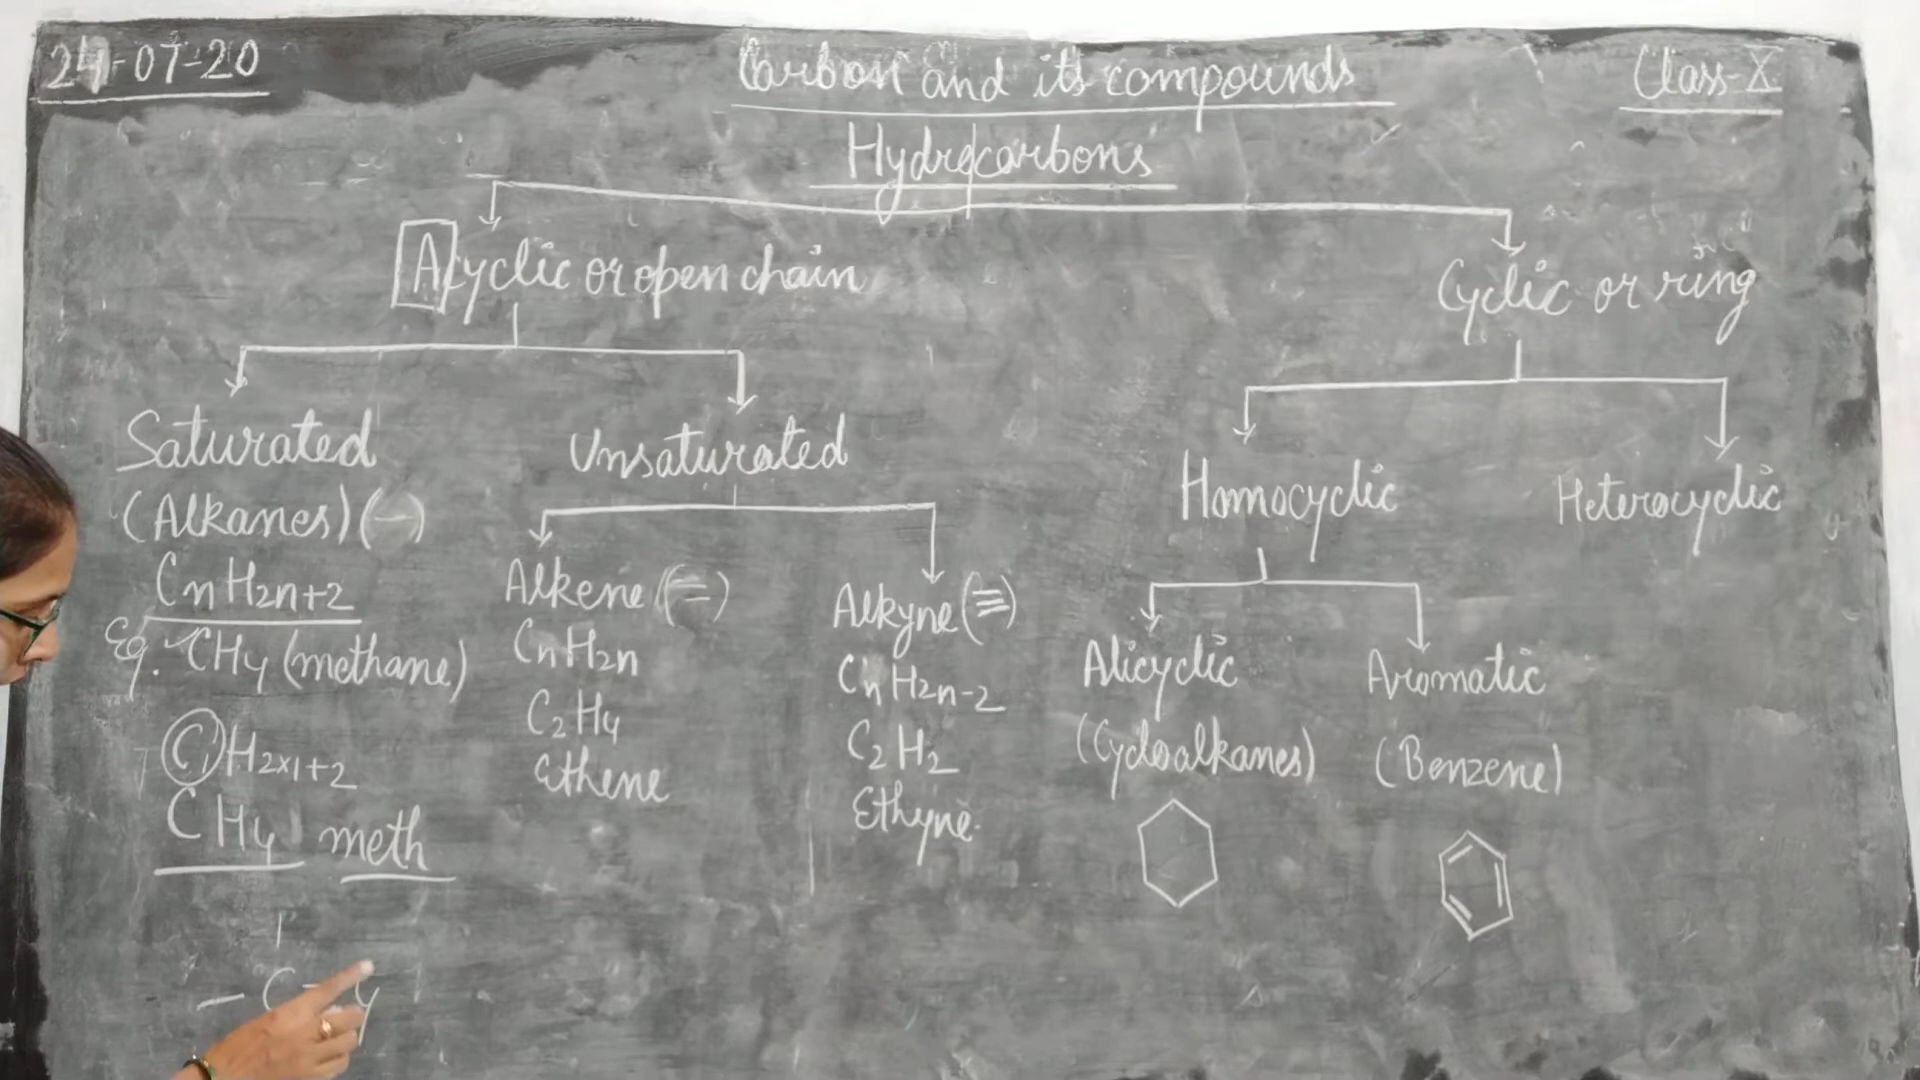 24-07-20
Carbon and its compounds
Class-X
Hydrocarbons
Acyclic or open chain
Cyclic or ring
Saturated
(Alkanes) (—)
CnH2n+2
Eg. CH4 (methane)
C1H2x1+2
CH4 meth
Unsaturated
Alkene (=)
CnH2n
C2H4
Ethene
Alkyne (≡)
CnH2n-2
C2H2
Ethyne
Homocyclic
Heterocyclic
Alicyclic
(Cycloalkanes)
Aromatic
(Benzene)